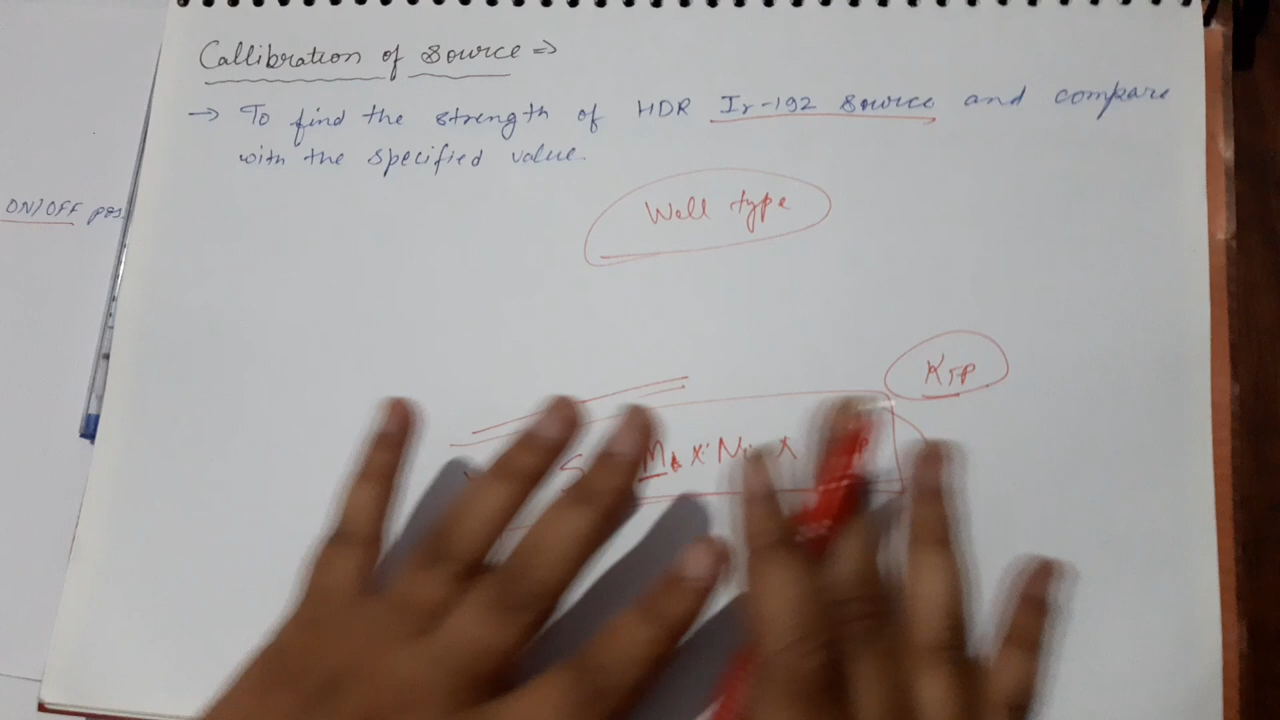 Callibration of source ⇒
→ To find the strength of HDR Ir-192 source and compare
with the specified value.
ON/OFF pos
Well type
KTP
S M x N x